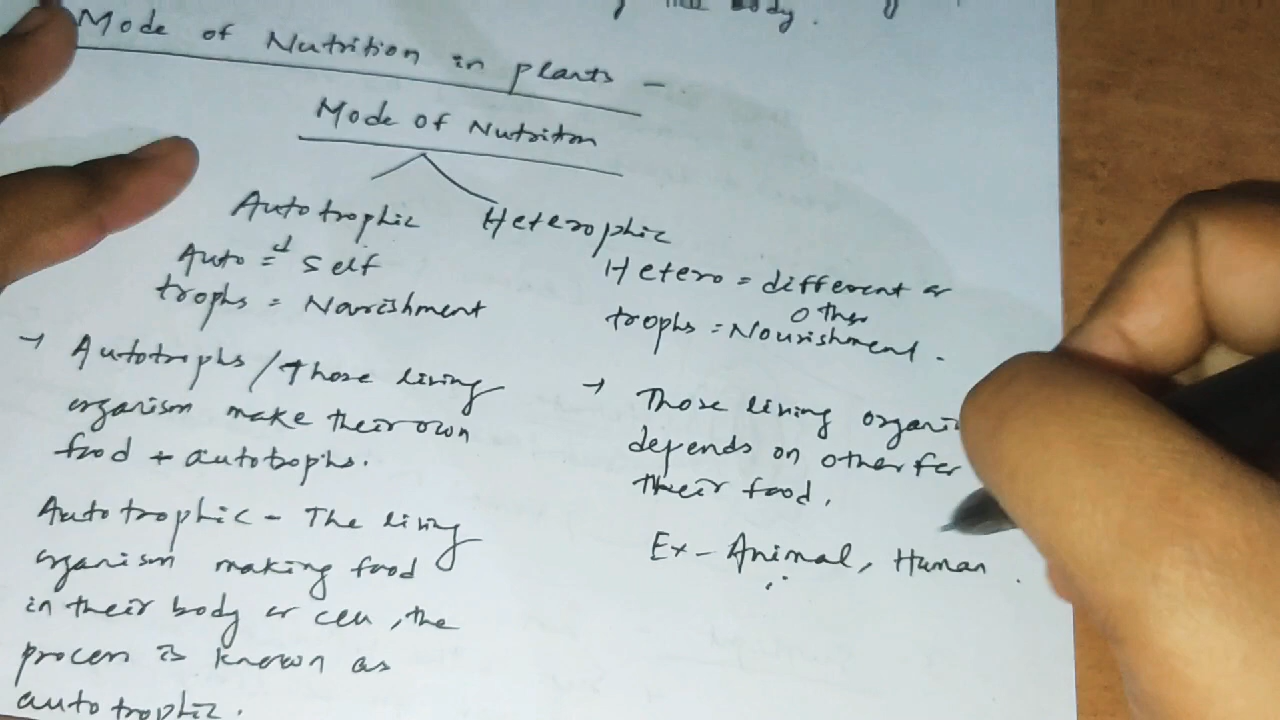 the body.
Mode of Nutrition in plants -
Mode of Nutriton
Autotrophic Heterophic
Auto = self
trophs = Nourishment
Hetero = different or
other
trophs = Nourishment.
→ Autotrophs / Those living
organism make their own
food → autotrophs.
Autotrophic - The living
organism making food
in their body or cell, the
process is known as
autotrophic.
→ Those living organi
depends on other for
their food,
Ex - Animal, Human